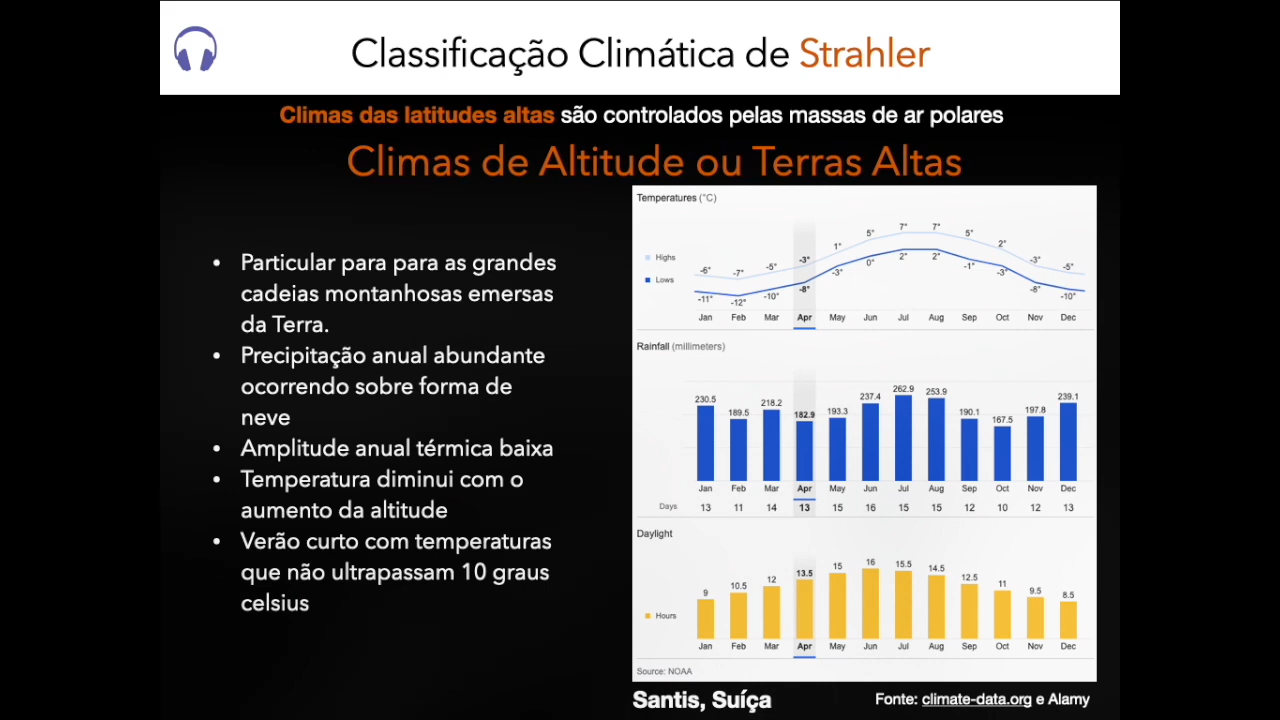 Classificação Climática de Strahler
Climas das latitudes altas são controlados pelas massas de ar polares
Climas de Altitude ou Terras Altas
• Particular para para as grandes
cadeias montanhosas emersas
da Terra.
• Precipitação anual abundante
ocorrendo sobre forma de
neve
• Amplitude anual térmica baixa
• Temperatura diminui com o
aumento da altitude
• Verão curto com temperaturas
que não ultrapassam 10 graus
celsius
Temperatures (°C)
Highs
Lows
-6° -7° -5° -3° 1° 5° 7° 7° 5° 2° -3° -5°
-11° -12° -10° -8° -3° 0° 2° 2° -1° -3° -8° -10°
Jan Feb Mar Apr May Jun Jul Aug Sep Oct Nov Dec
Rainfall (millimeters)
230.5 189.5 218.2 182.9 193.3 237.4 262.9 253.9 190.1 167.5 197.8 239.1
Jan Feb Mar Apr May Jun Jul Aug Sep Oct Nov Dec
Days 13 11 14 13 15 16 15 15 12 10 12 13
Daylight
Hours
9 10.5 12 13.5 15 16 15.5 14.5 12.5 11 9.5 8.5
Jan Feb Mar Apr May Jun Jul Aug Sep Oct Nov Dec
Source: NOAA
Santis, Suíça
Fonte: climate-data.org e Alamy